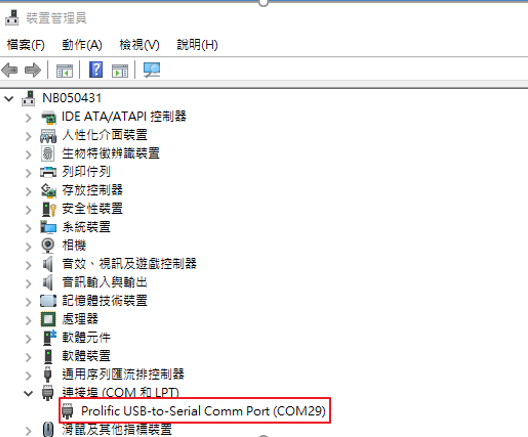 裝置管理員
檔案(F) 動作(A) 檢視(V) 說明(H)
NB050431
IDE ATA/ATAPI 控制器
人性化介面裝置
生物特徵辨識裝置
列印佇列
存放控制器
安全性裝置
系統裝置
相機
音效、視訊及遊戲控制器
音訊輸入與輸出
記憶體技術裝置
處理器
軟體元件
軟體裝置
通用序列匯流排控制器
連接埠 (COM 和 LPT)
Prolific USB-to-Serial Comm Port (COM29)
滑鼠及其他指標裝置